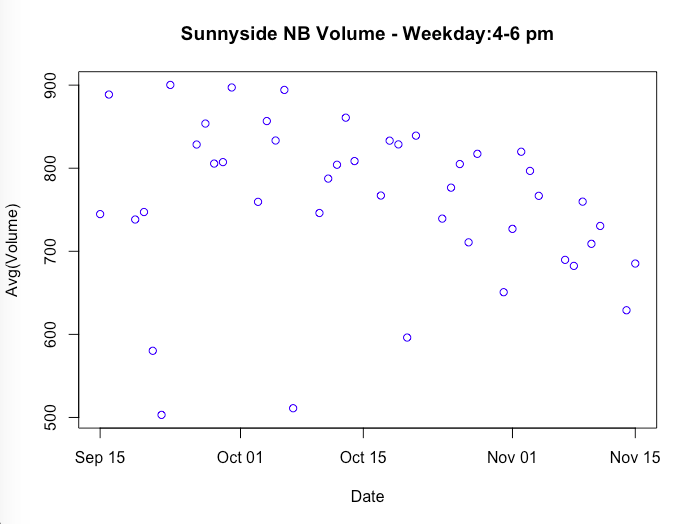 Sunnyside NB Volume - Weekday:4-6 pm
900
800
700
600
500
Avg(Volume)
Sep 15
Oct 01
Oct 15
Nov 01
Nov 15
Date